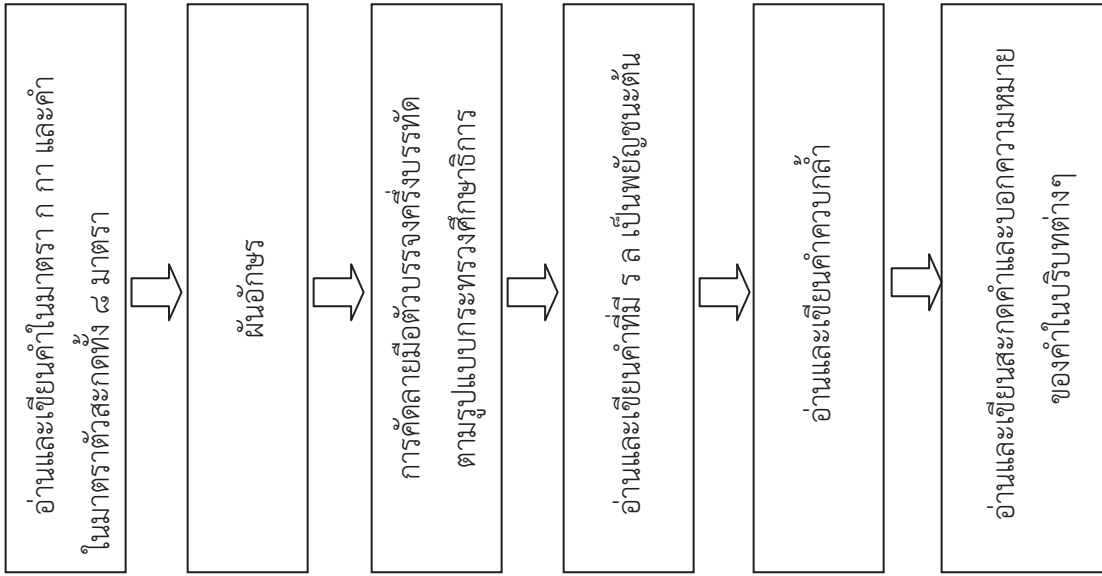 อ่านและเขียนคำในมาตรา ก กา และคำ
ในมาตราตัวสะกดทั้ง ๘ มาตรา
ผันอักษร
การคัดลายมือตัวบรรจงครึ่งบรรทัด
ตามรูปแบบกระทรวงศึกษาธิการ
อ่านและเขียนคำที่มี ร ล เป็นพยัญชนะต้น
อ่านและเขียนคำควบกล้ำ
อ่านและเขียนสะกดคำและบอกความหมาย
ของคำในบริบทต่างๆ